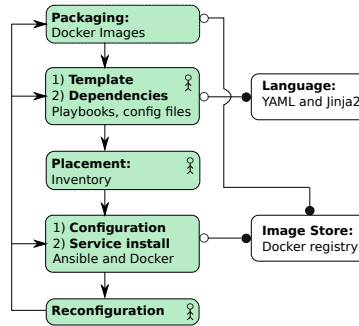 Packaging:
Docker Images
1) Template
2) Dependencies
Playbooks, config files
Language:
YAML and Jinja2
Placement:
Inventory
1) Configuration
2) Service install
Ansible and Docker
Image Store:
Docker registry
Reconfiguration